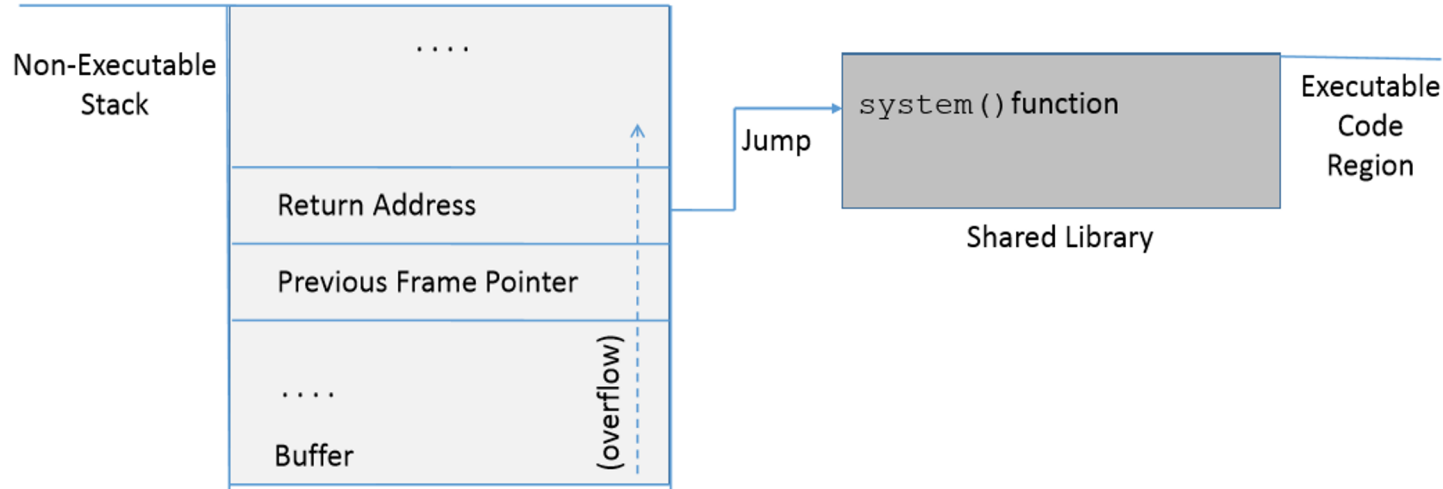 Non-Executable
Stack
. . . .
Return Address
Previous Frame Pointer
. . . .
Buffer
(overflow)
Jump
system() function
Shared Library
Executable
Code
Region